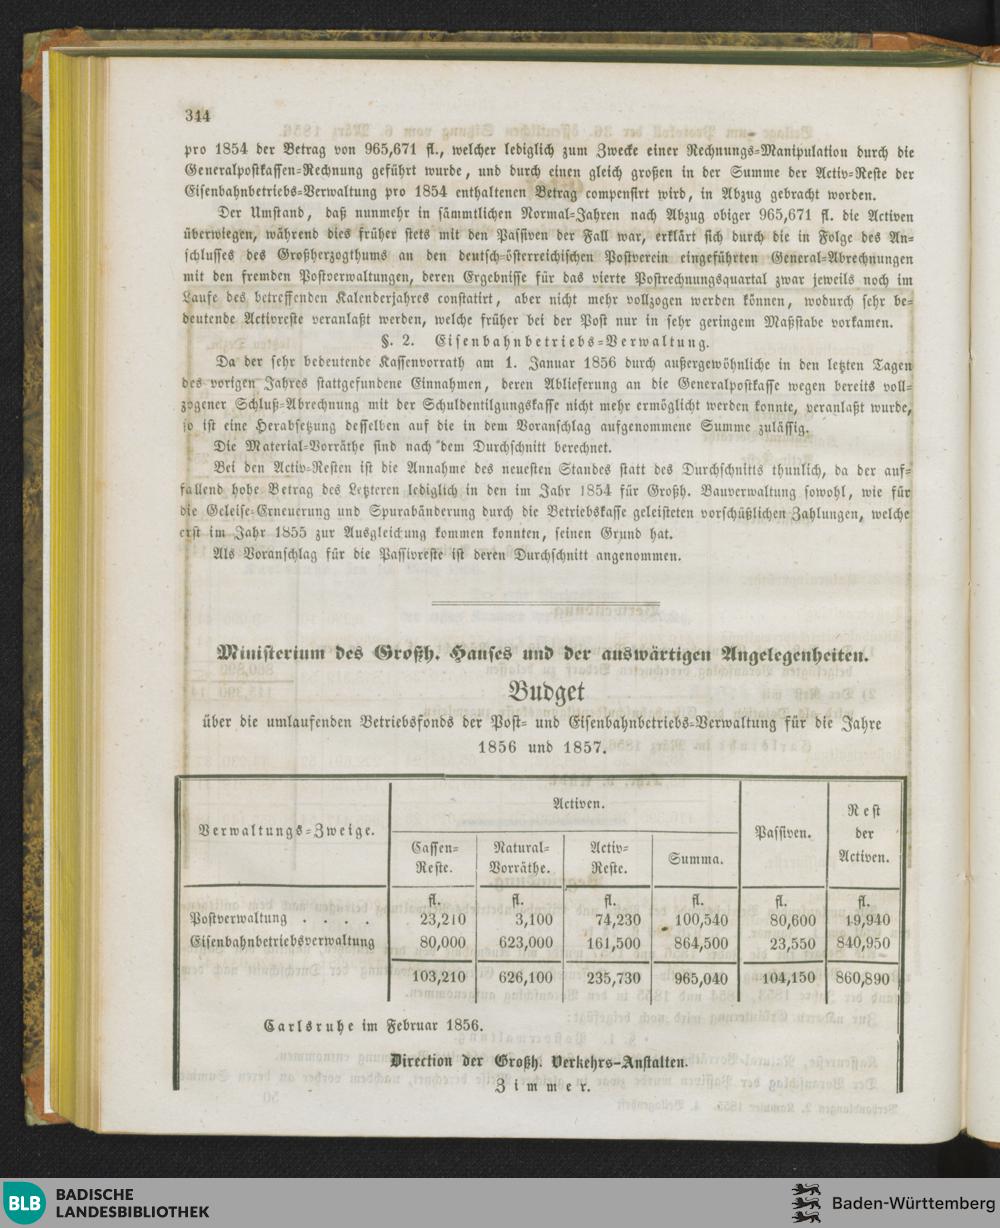 344
pro 1854 der Betrag von 965,671 fl., welcher lediglich zum Zwecke einer Rechnungs-Manipulation durch die
Generalpostkassen-Rechnung geführt wurde, und durch einen gleich großen in der Summe der Activ-Reste der
Eisenbahnbetriebs-Verwaltung pro 1854 enthaltenen Betrag compensirt wird, in Abzug gebracht worden.
Der Umstand, daß nunmehr in sämmtlichen Normal-Jahren nach Abzug obiger 965,671 fl. die Activen
überwiegen, während dies früher stets mit den Passiven der Fall war, erklärt sich durch die in Folge des An-
schlusses des Großherzogthums an den deutsch-österreichischen Postverein eingeführten General-Abrechnungen
mit den fremden Postverwaltungen, deren Ergebnisse für das vierte Postrechnungsquartal zwar jeweils noch im
Laufe des betreffenden Kalenderjahres constatirt, aber nicht mehr vollzogen werden können, wodurch sehr be-
deutende Activreste veranlaßt werden, welche früher bei der Post nur in sehr geringem Maßstabe vorkamen.
§. 2. Eisenbahnbetriebs-Verwaltung.
Da der sehr bedeutende Kassenvorrath am 1. Januar 1856 durch außergewöhnliche in den letzten Tagen
des vorigen Jahres stattgefundene Einnahmen, deren Ablieferung an die Generalpostkasse wegen bereits voll-
zogener Schluß-Abrechnung mit der Schuldentilgungskasse nicht mehr ermöglicht werden konnte, veranlaßt wurde,
so ist eine Herabsetzung desselben auf die in dem Voranschlag aufgenommene Summe zulässig.
Die Material-Vorräthe sind nach dem Durchschnitt berechnet.
Bei den Activ-Resten ist die Annahme des neuesten Standes statt des Durchschnitts thunlich, da der auf-
fallend hohe Betrag des Letzteren lediglich in den im Jahr 1854 für Großh. Bauverwaltung sowohl, wie für
die Geleise-Erneuerung und Spurabänderung durch die Betriebskasse geleisteten vorschüßlichen Zahlungen, welche
erst im Jahr 1855 zur Ausgleichung kommen konnten, seinen Grund hat.
Als Voranschlag für die Passivreste ist deren Durchschnitt angenommen.
Ministerium des Großh. Hauses und der auswärtigen Angelegenheiten.
Budget
über die umlaufenden Betriebsfonds der Post- und Eisenbahnbetriebs-Verwaltung für die Jahre
1856 und 1857.
Verwaltungs-Zweige. Activen. Passiven. Rest der Activen.
Cassen-Reste. Natural-Vorräthe. Activ-Reste. Summa.
fl. fl. fl. fl. fl. fl.
Postverwaltung . . . . 23,210 3,100 74,230 100,540 80,600 19,940
Eisenbahnbetriebsverwaltung 80,000 623,000 161,500 864,500 23,550 840,950
103,210 626,100 235,730 965,040 104,150 860,890
Carlsruhe im Februar 1856.
Direction der Großh. Verkehrs-Anstalten.
Zimmer.
BLB BADISCHE
LANDESBIBLIOTHEK
Baden-Württemberg